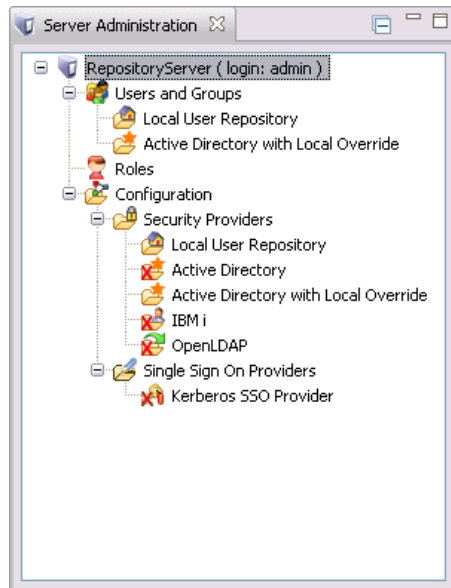 Server Administration
RepositoryServer ( login: admin )
Users and Groups
Local User Repository
Active Directory with Local Override
Roles
Configuration
Security Providers
Local User Repository
Active Directory
Active Directory with Local Override
IBM i
OpenLDAP
Single Sign On Providers
Kerberos SSO Provider